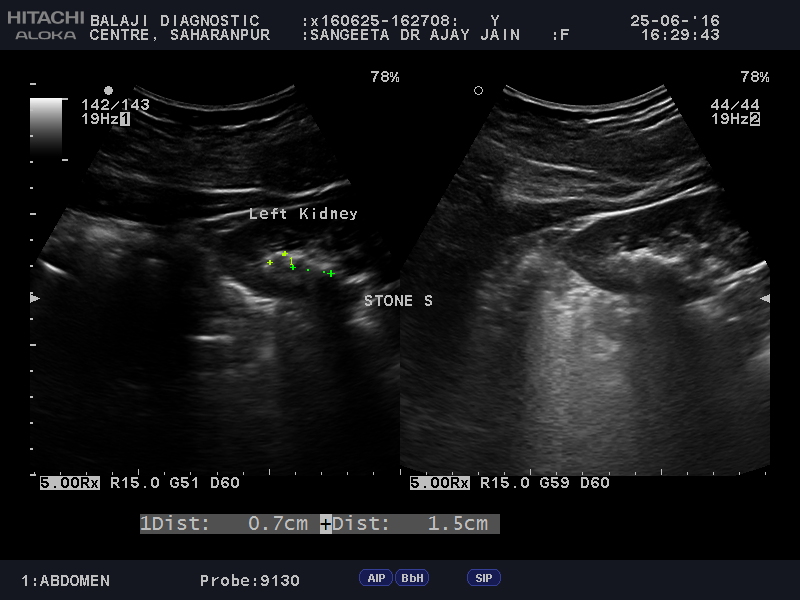 HITACHI BALAJI DIAGNOSTIC :x160625-162708: Y 25-06-'16
ALOKA CENTRE, SAHARANPUR :SANGEETA DR AJAY JAIN :F 16:29:43
78% 78%
142/143 44/44
19Hz1 19Hz2
Left Kidney
STONE S
5.00Rx R15.0 G51 D60 5.00Rx R15.0 G59 D60
1Dist: 0.7cm +Dist: 1.5cm
1:ABDOMEN Probe:9130 AIP BbH SIP